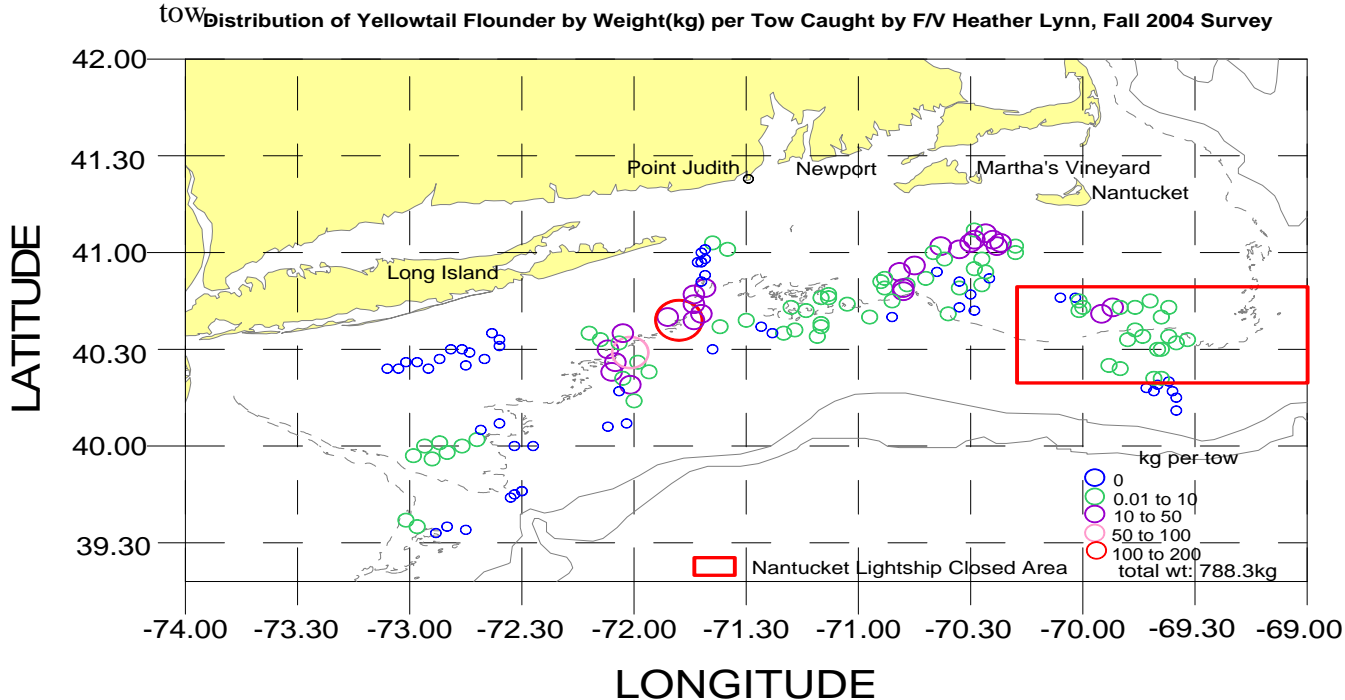 tow
Distribution of Yellowtail Flounder by Weight(kg) per Tow Caught by F/V Heather Lynn, Fall 2004 Survey
42.00
41.30
41.00
40.30
40.00
39.30
LATITUDE
Point Judith
Newport
Martha's Vineyard
Nantucket
Long Island
kg per tow
0
0.01 to 10
10 to 50
50 to 100
100 to 200
total wt: 788.3kg
Nantucket Lightship Closed Area
-74.00 -73.30 -73.00 -72.30 -72.00 -71.30 -71.00 -70.30 -70.00 -69.30 -69.00
LONGITUDE